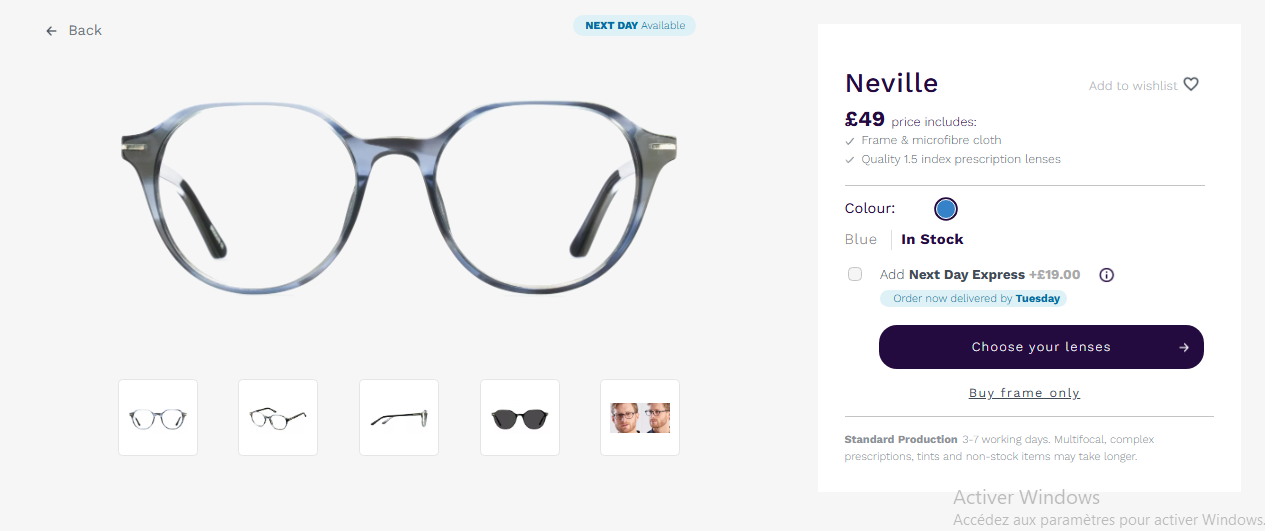 Back
NEXT DAY Available
Neville
Add to wishlist
£49 price includes:
Frame & microfibre cloth
Quality 1.5 index prescription lenses
Colour:
Blue In Stock
Add Next Day Express +£19.00
Order now delivered by Tuesday
Choose your lenses
Buy frame only
Standard Production 3-7 working days. Multifocal, complex
prescriptions, tints and non-stock items may take longer.
Activer Windows
Accédez aux paramètres pour activer Windows.